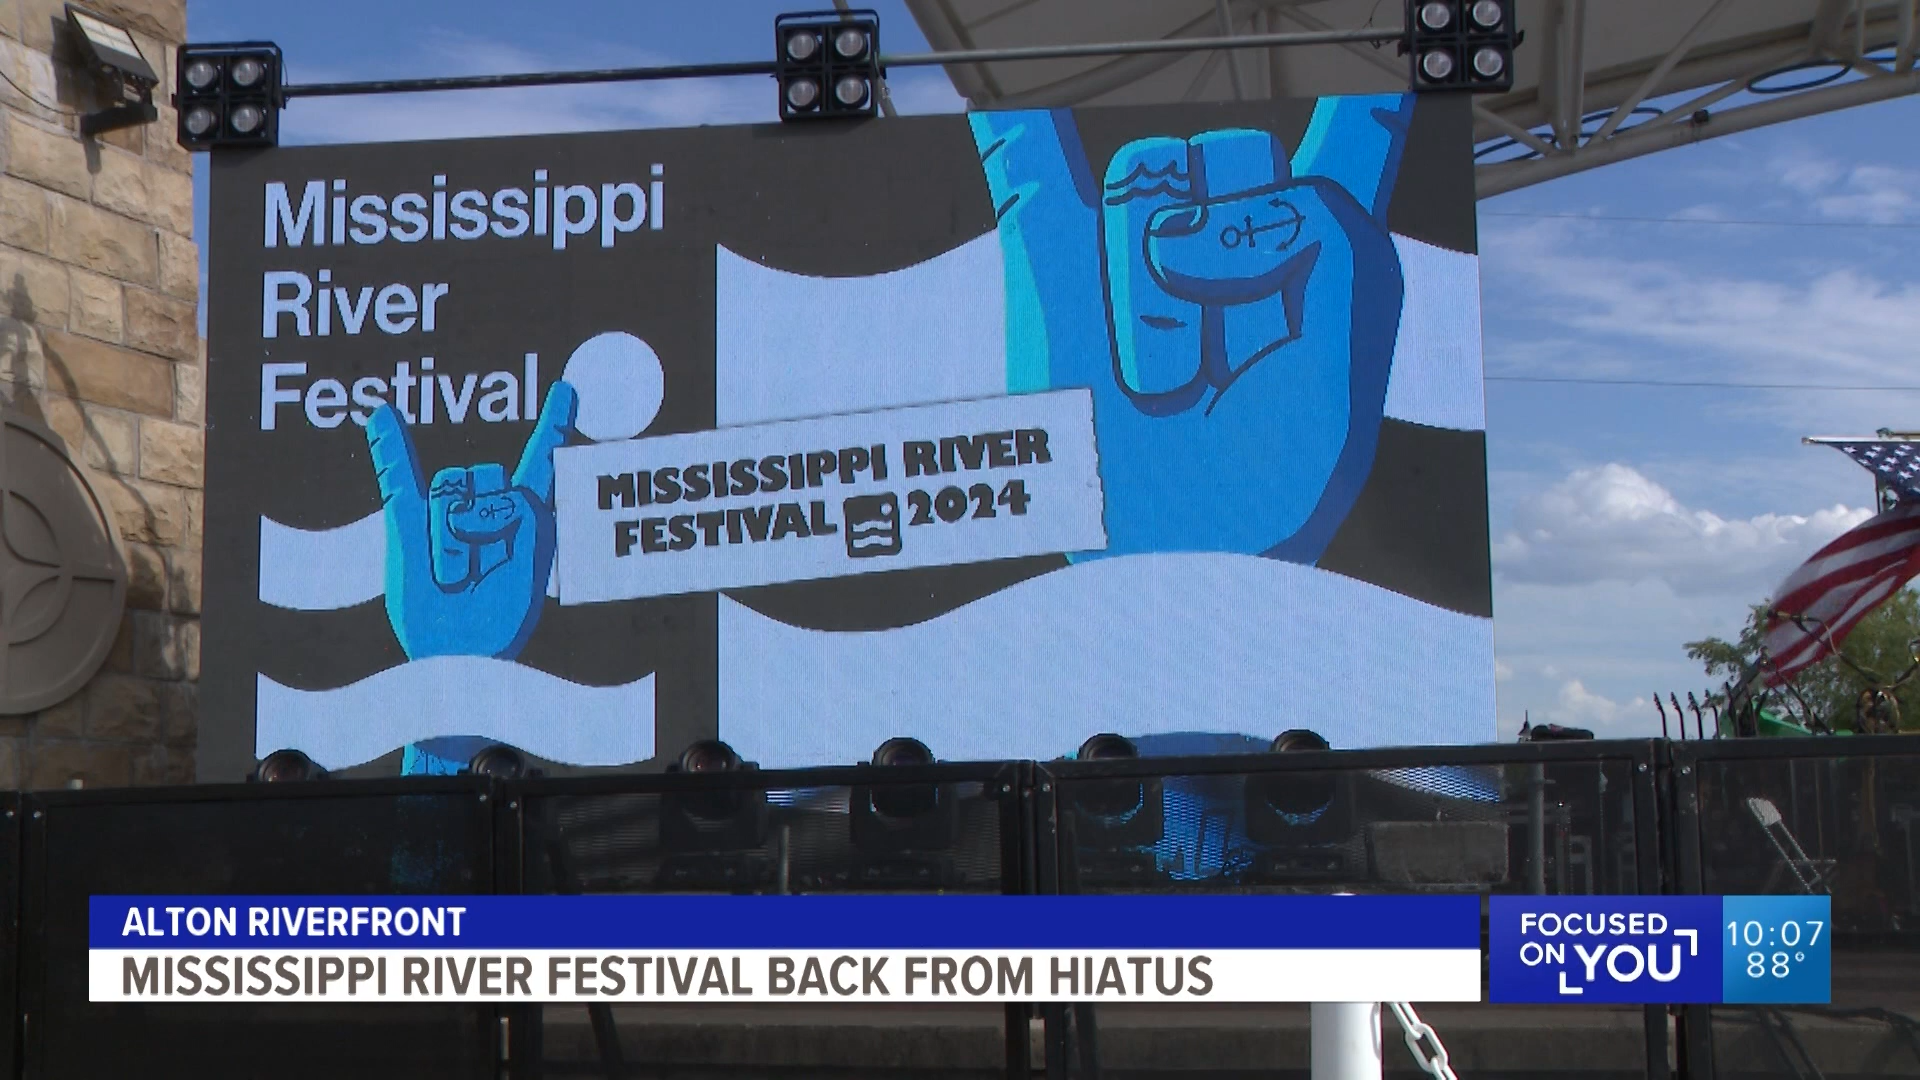 Mississippi
River
Festival
MISSISSIPPI RIVER
FESTIVAL 2024
ALTON RIVERFRONT
MISSISSIPPI RIVER FESTIVAL BACK FROM HIATUS
FOCUSED
ON YOU
10:07
88°